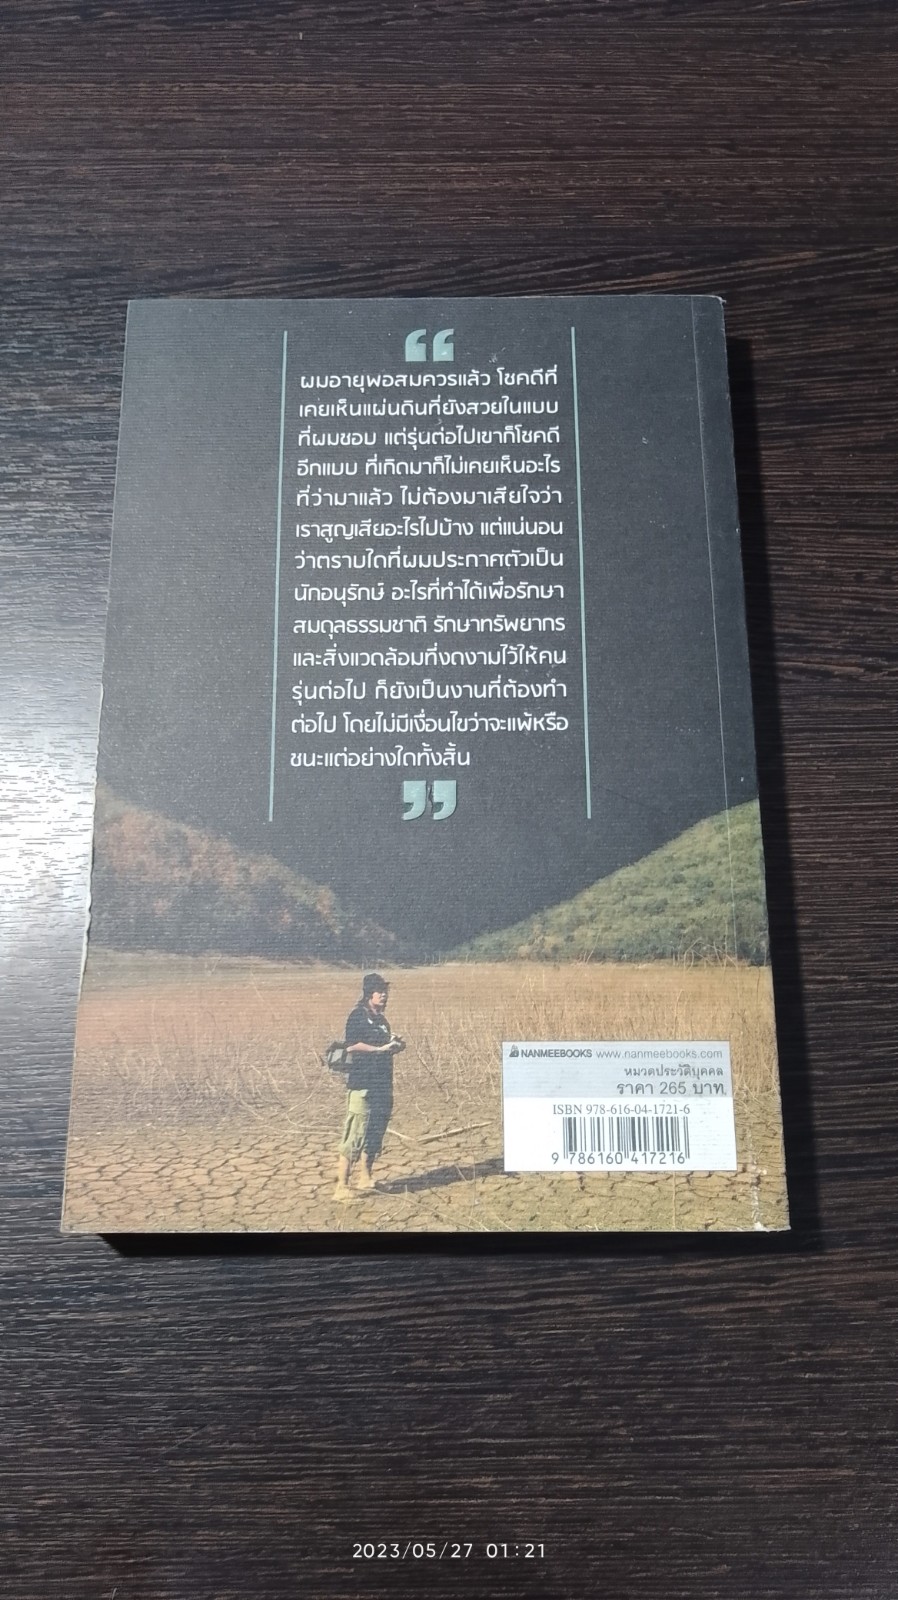 “
ผมอายุพอสมควรแล้ว โชคดีที่
เคยเห็นแผ่นดินที่ยังสวยในแบบ
ที่ผมชอบ แต่รุ่นต่อไปเขาก็โชคดี
อีกแบบ ที่เกิดมาก็ไม่เคยเห็นอะไร
ที่ว่ามาแล้ว ไม่ต้องมาเสียใจว่า
เราสูญเสียอะไรไปบ้าง แต่แน่นอน
ว่าตราบใดที่ผมประกาศตัวเป็น
นักอนุรักษ์ อะไรที่ทำได้เพื่อรักษา
สมดุลธรรมชาติ รักษาทรัพยากร
และสิ่งแวดล้อมที่งดงามไว้ให้คน
รุ่นต่อไป ก็ยังเป็นงานที่ต้องทำ
ต่อไป โดยไม่มีเงื่อนไขว่าจะแพ้หรือ
ชนะแต่อย่างใดทั้งสิ้น
”
NANMEEBOOKS www.nanmeebooks.com
หมวดประวัติบุคคล
ราคา 265 บาท.
ISBN 978-616-04-1721-6
9 786160 417216
2023/05/27 01:21